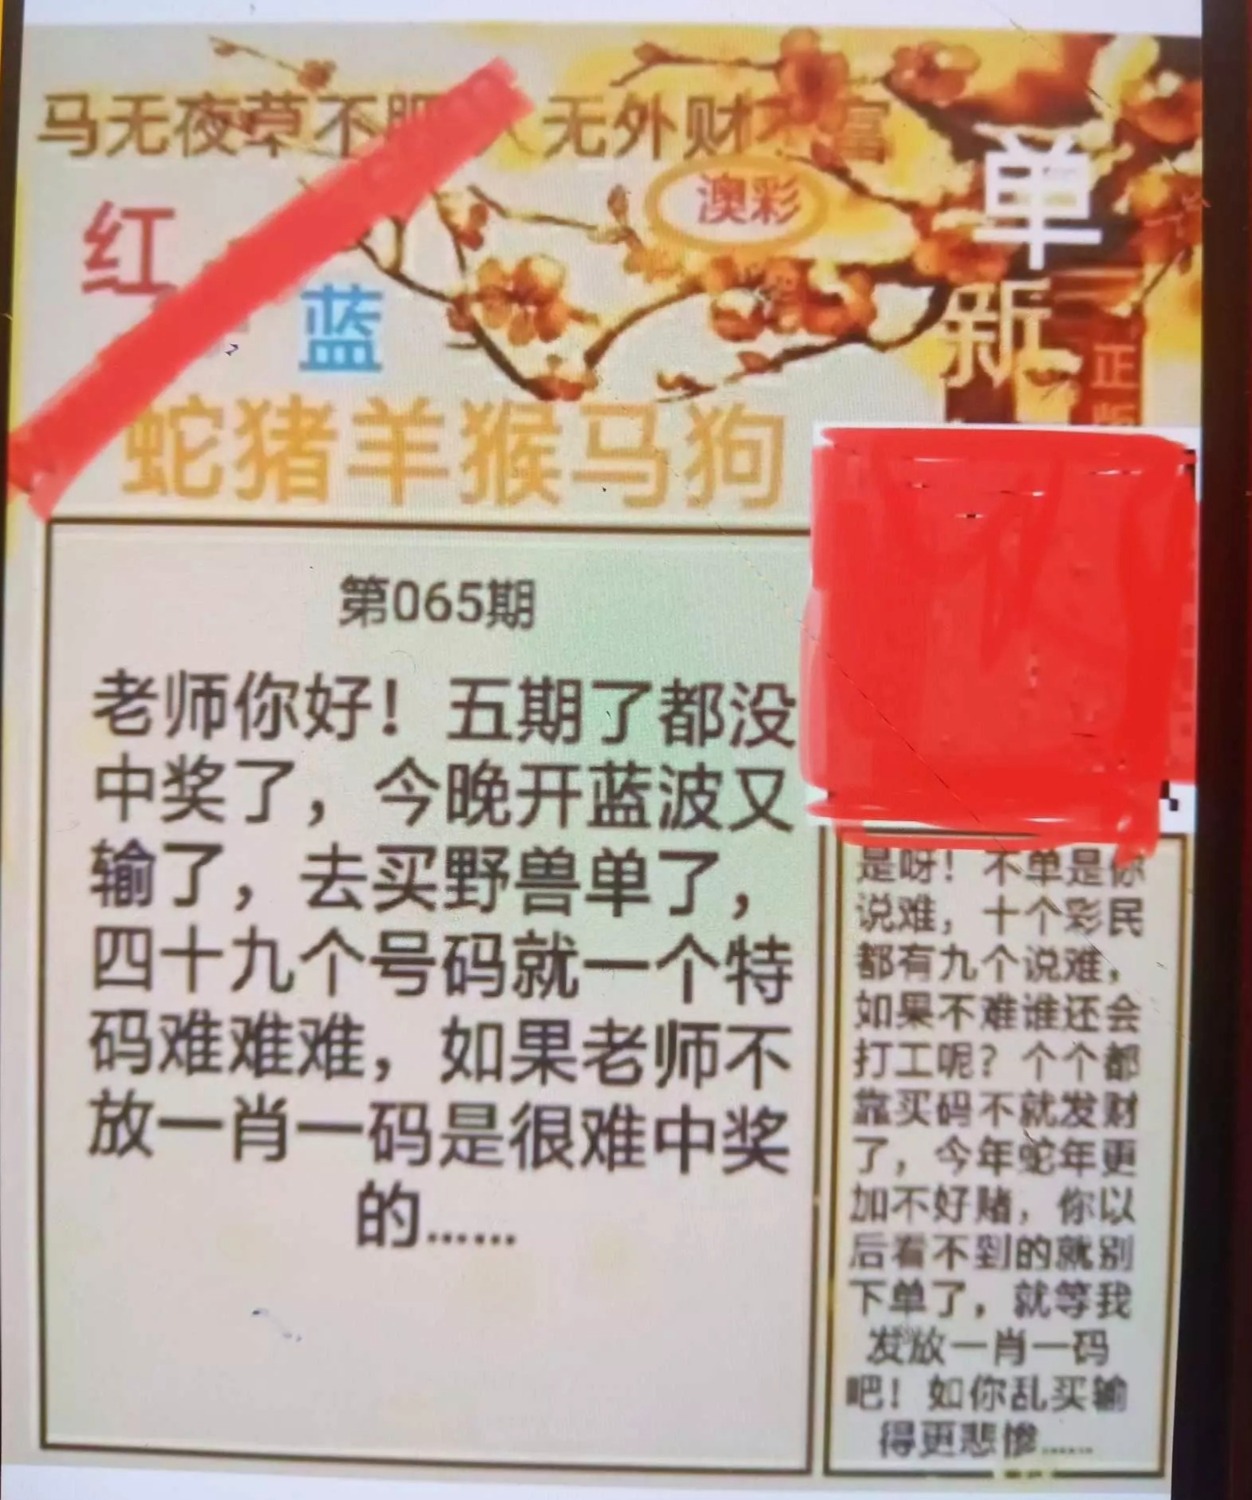 马无夜草不肥人无外财不富
澳彩
单
红
新
蓝
正
蛇猪羊猴马狗
第065期
老师你好！五期了都没
中奖了，今晚开蓝波又
输了，去买野兽单了，
四十九个号码就一个特
码难难难，如果老师不
放一肖一码是很难中奖
的……
是呀！不单是你
说难，十个彩民
都有九个说难，
如果不难谁还会
打工呢？个个都
靠买码不就发财
了，今年蛇年更
加不好赌，你以
后看不到的就别
下单了，就等我
发放一肖一码
吧！如你乱买输
得更悲惨……